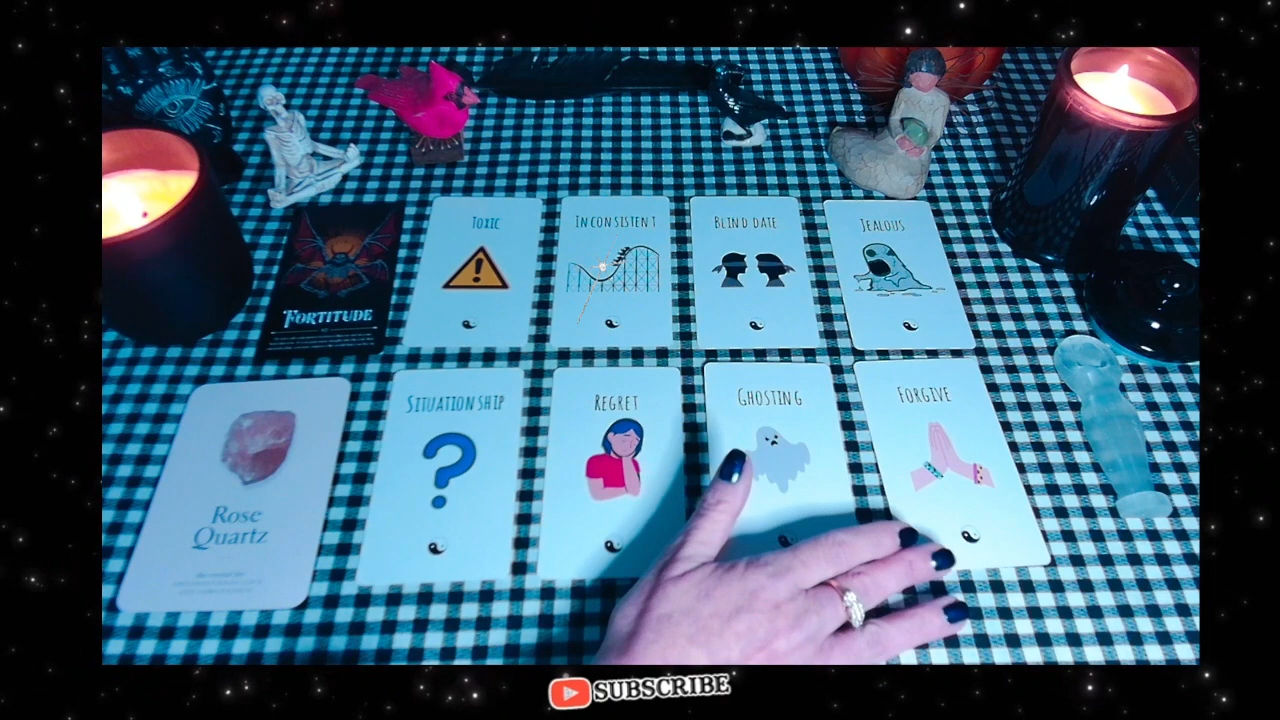 TOXIC
INCONSISTENT
BLIND DATE
JEALOUS
FORTITUDE
SITUATIONSHIP
REGRET
GHOSTING
FORGIVE
Rose
Quartz
SUBSCRIBE